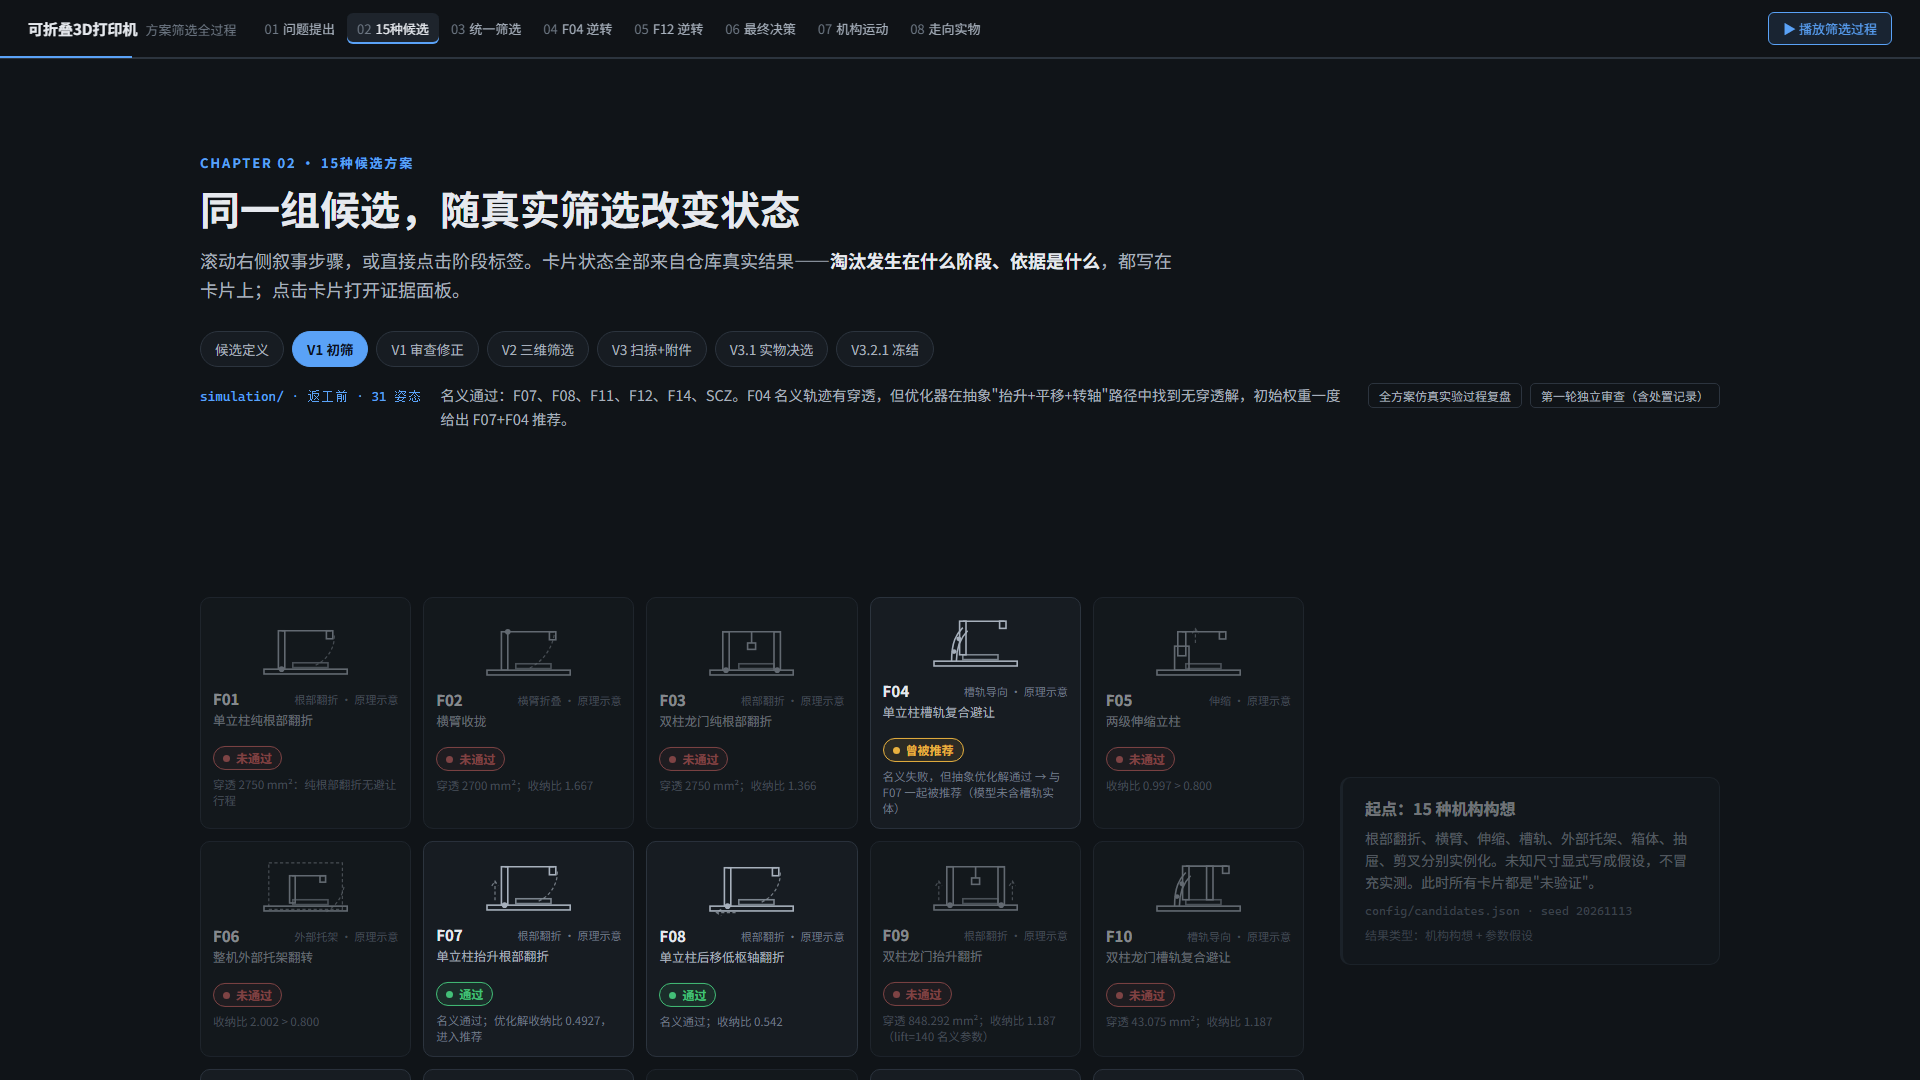 可折叠3D打印机 方案筛选全过程 01 问题提出 02 15种候选 03 统一筛选 04 F04 逆转 05 F12 逆转 06 最终决策 07 机构运动 08 走向实物 ▶ 播放筛选过程
CHAPTER 02 · 15种候选方案
同一组候选，随真实筛选改变状态
滚动右侧叙事步骤，或直接点击阶段标签。卡片状态全部来自仓库真实结果——淘汰发生在什么阶段、依据是什么，都写在
卡片上；点击卡片打开证据面板。
候选定义 V1 初筛 V1 审查修正 V2 三维筛选 V3 扫掠+附件 V3.1 实物决选 V3.2.1 冻结
simulation/ · 返工前 · 31 姿态 名义通过：F07、F08、F11、F12、F14、SCZ。F04 名义轨迹有穿透，但优化器在抽象"抬升+平移+转轴"路径中找到无穿透解，初始权重一度 全方案仿真实验过程复盘 第一轮独立审查（含处置记录）
给出 F07+F04 推荐。
F01 根部翻折 · 原理示意
单立柱纯根部翻折
未通过
穿透 2750 mm²：纯根部翻折无避让
行程
F02 横臂折叠 · 原理示意
横臂收拢
未通过
穿透 2700 mm²；收纳比 1.667
F03 根部翻折 · 原理示意
双柱龙门纯根部翻折
未通过
穿透 2750 mm²；收纳比 1.366
F04 槽轨导向 · 原理示意
单立柱槽轨复合避让
曾被推荐
名义失败，但抽象优化解通过 → 与
F07 一起被推荐（模型未含槽轨实
体）
F05 伸缩 · 原理示意
两级伸缩立柱
未通过
收纳比 0.997 > 0.800
起点：15 种机构构想
根部翻折、横臂、伸缩、槽轨、外部托架、箱体、抽
屉、剪叉分别实例化。未知尺寸显式写成假设，不冒
充实测。此时所有卡片都是"未验证"。
config/candidates.json · seed 20261113
结果类型：机构构想 + 参数假设
F06 外部托架 · 原理示意
整机外部托架翻转
未通过
收纳比 2.002 > 0.800
F07 根部翻折 · 原理示意
单立柱抬升根部翻折
通过
名义通过；优化解收纳比 0.4927，
进入推荐
F08 根部翻折 · 原理示意
单立柱后移低枢轴翻折
通过
名义通过；收纳比 0.542
F09 根部翻折 · 原理示意
双柱龙门抬升翻折
未通过
穿透 848.292 mm²；收纳比 1.187
（lift=140 名义参数）
F10 槽轨导向 · 原理示意
双柱龙门槽轨复合避让
未通过
穿透 43.075 mm²；收纳比 1.187